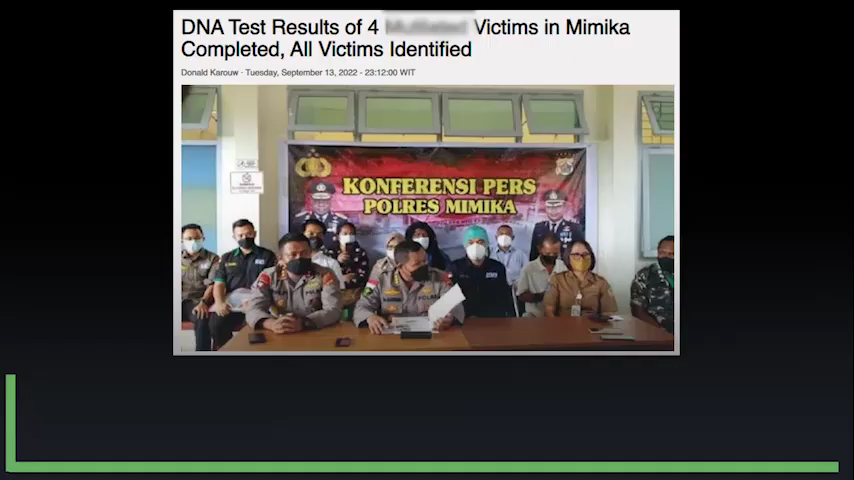 DNA Test Results of 4 Victims in Mimika
Completed, All Victims Identified
Donald Karouw - Tuesday, September 13, 2022 - 23:12:00 WIT
KONFERENSI PERS
POLRES MIMIKA